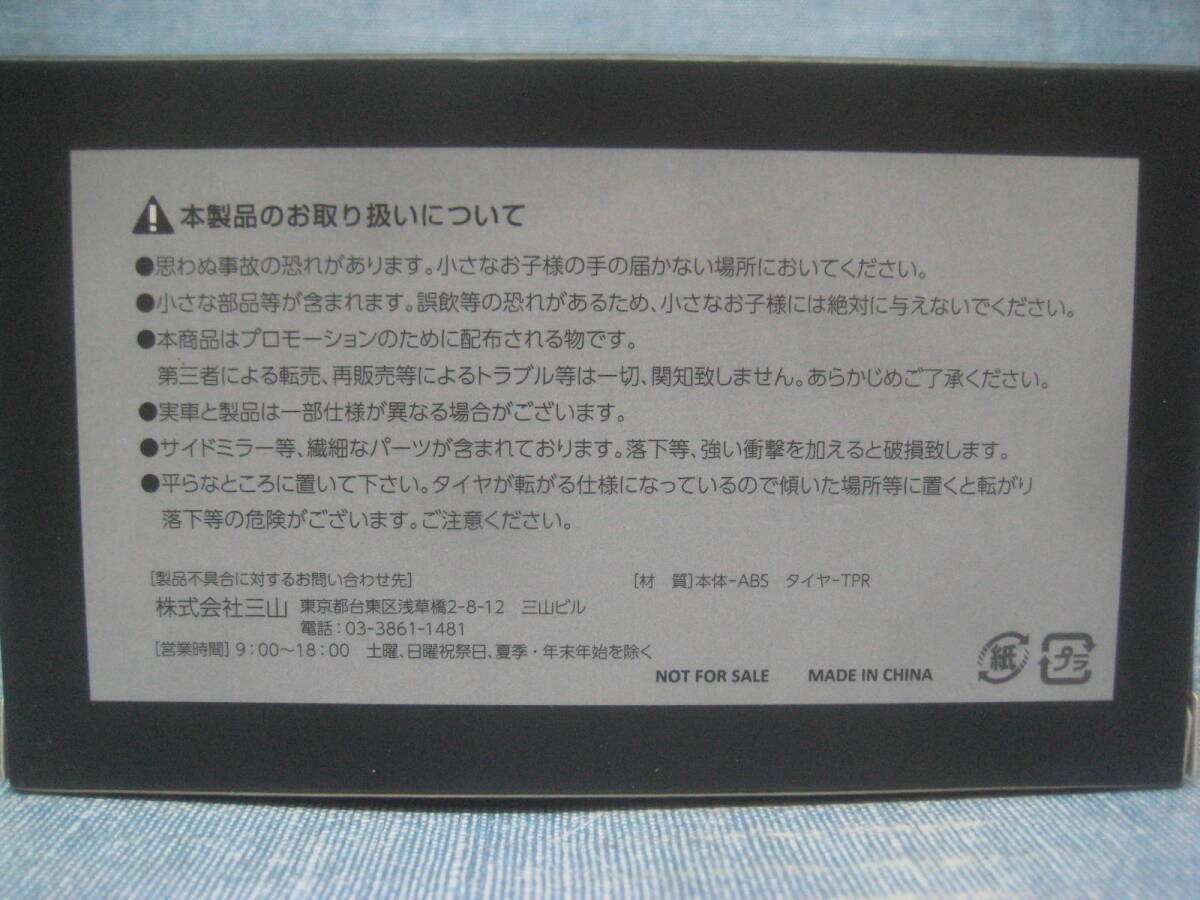 本製品のお取り扱いについて
●思わぬ事故の恐れがあります。小さなお子様の手の届かない場所においてください。
●小さな部品等が含まれます。誤飲等の恐れがあるため、小さなお子様には絶対に与えないでください。
●本商品はプロモーションのために配布される物です。
第三者による転売、再販売等によるトラブル等は一切、関知致しません。あらかじめご了承ください。
●実車と製品は一部仕様が異なる場合がございます。
●サイドミラー等、繊細なパーツが含まれております。落下等、強い衝撃を加えると破損致します。
●平らなところに置いて下さい。タイヤが転がる仕様になっているので傾いた場所等に置くと転がり
落下等の危険がございます。ご注意ください。
[製品不具合に対するお問い合わせ先]
[材 質]本体-ABS タイヤ-TPR
株式会社三山 東京都台東区浅草橋2-8-12 三山ビル
電話：03-3861-1481
[営業時間] 9：00～18：00 土曜、日曜祝祭日、夏季・年末年始を除く
NOT FOR SALE MADE IN CHINA
紙 プラ